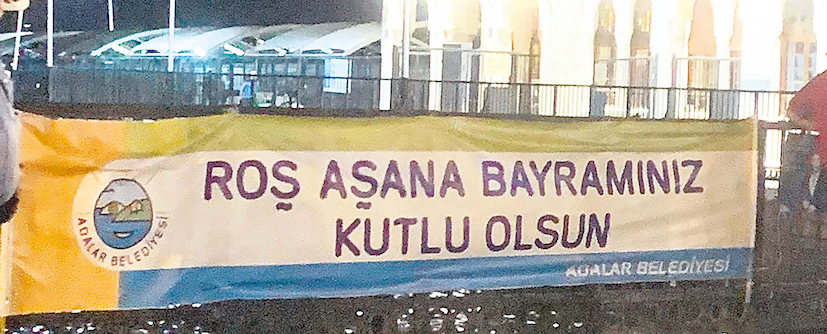 ROŞ AŞANA BAYRAMINIZ
KUTLU OLSUN
ADALAR BELEDİYESİ
ADALAR BELEDİYESİ